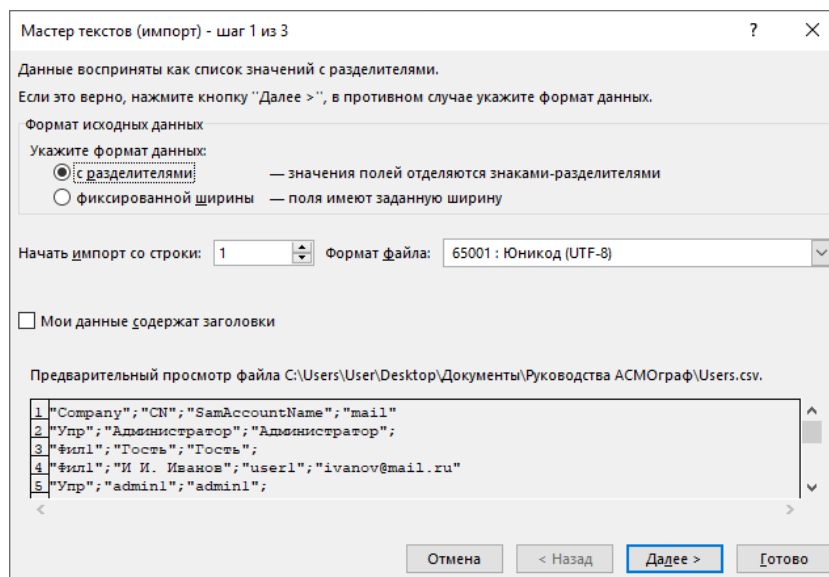 Мастер текстов (импорт) - шаг 1 из 3 ?
Данные восприняты как список значений с разделителями.
Если это верно, нажмите кнопку "Далее >", в противном случае укажите формат данных.
Формат исходных данных
Укажите формат данных:
с разделителями — значения полей отделяются знаками-разделителями
фиксированной ширины — поля имеют заданную ширину
Начать импорт со строки: 1 Формат файла: 65001 : Юникод (UTF-8)
Мои данные содержат заголовки
Предварительный просмотр файла C:\Users\User\Desktop\Документы\Руководства АСМОграф\Users.csv.
1 "Company";"CN";"SamAccountName";"mail"
2 "Упр";"Администратор";"Администратор";
3 "Фил1";"Гость";"Гость";
4 "Фил1";"И И. Иванов";"user1";"ivanov@mail.ru"
5 "Упр";"admin1";"admin1";
Отмена < Назад Далее > Готово